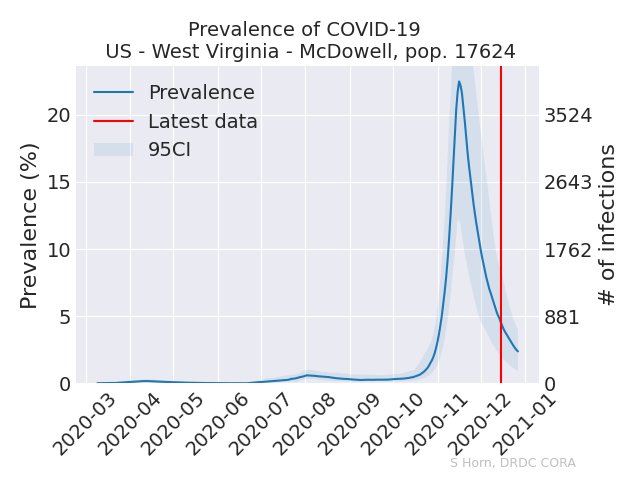 Prevalence of COVID-19
US - West Virginia - McDowell, pop. 17624
Prevalence
Latest data
95CI
Prevalence (%)
20
15
10
5
0
3524
2643
1762
881
0
# of infections
2020-03
2020-04
2020-05
2020-06
2020-07
2020-08
2020-09
2020-10
2020-11
2020-12
2021-01
S Horn, DRDC CORA